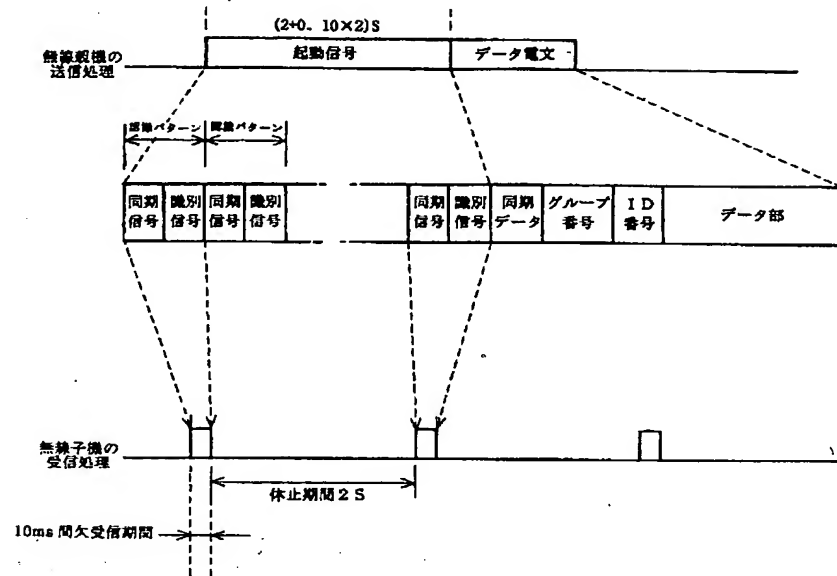 (2+0. 10×2)S
無線親機の
送信処理
起動信号
データ電文
認識パターン
認識パターン
同期
信号
識別
信号
同期
信号
識別
信号
同期
信号
識別
信号
同期
データ
グループ
番号
ID
番号
データ部
無線子機の
受信処理
休止期間2S
10ms 間欠受信期間